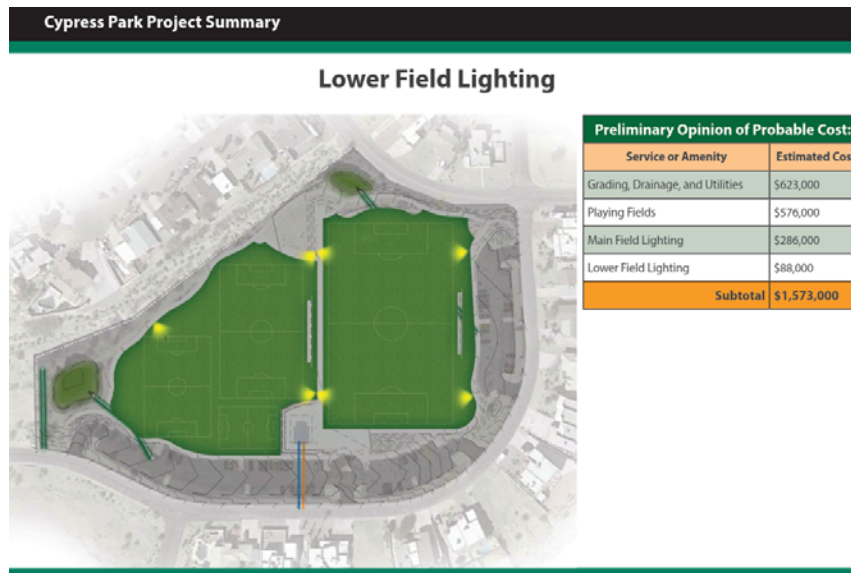 Cypress Park Project Summary
Lower Field Lighting
Preliminary Opinion of Probable Cost:
Service or Amenity Estimated Cos
Grading, Drainage, and Utilities $623,000
Playing Fields $576,000
Main Field Lighting $286,000
Lower Field Lighting $88,000
Subtotal $1,573,000